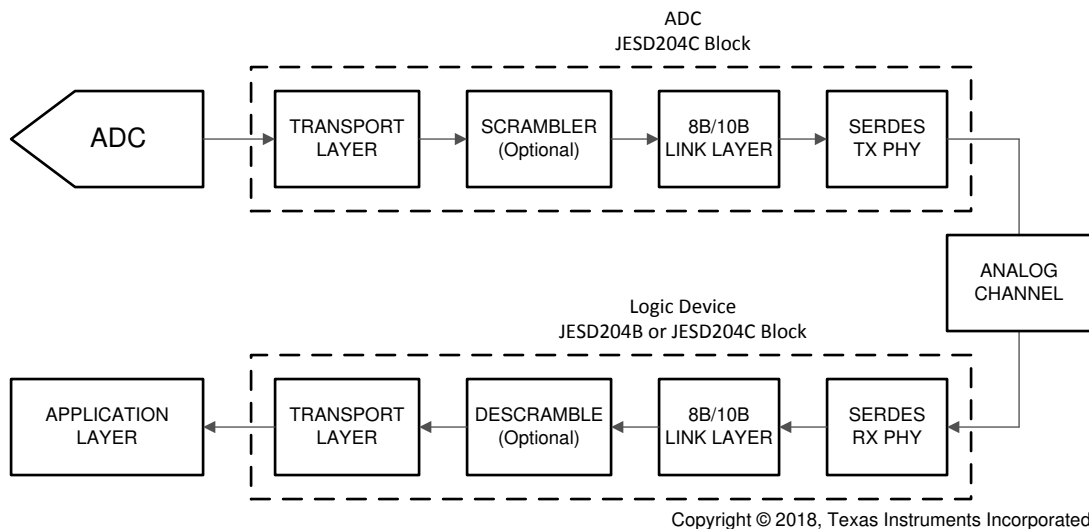 ADC
JESD204C Block
ADC
TRANSPORT
LAYER
SCRAMBLER
(Optional)
8B/10B
LINK LAYER
SERDES
TX PHY
ANALOG
CHANNEL
Logic Device
JESD204B or JESD204C Block
APPLICATION
LAYER
TRANSPORT
LAYER
DESCRAMBLE
(Optional)
8B/10B
LINK LAYER
SERDES
RX PHY
Copyright © 2018, Texas Instruments Incorporated